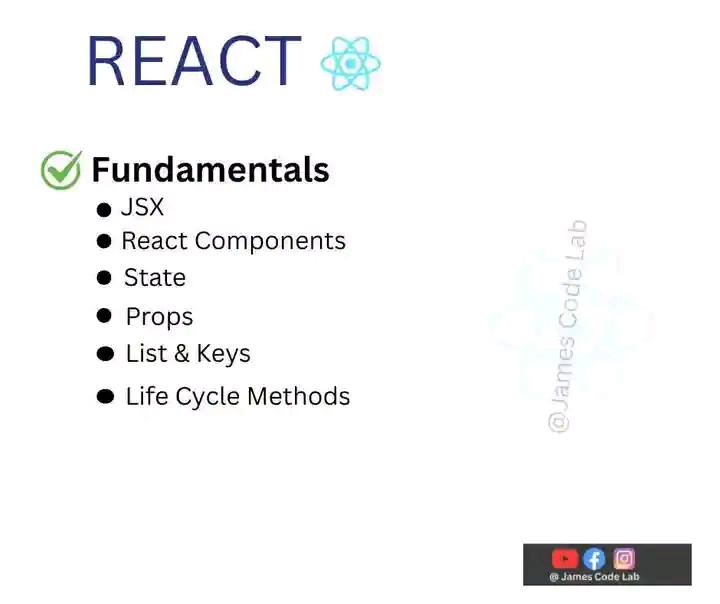 REACT
Fundamentals
JSX
React Components
State
Props
List & Keys
Life Cycle Methods
@James Code Lab
@ James Code Lab